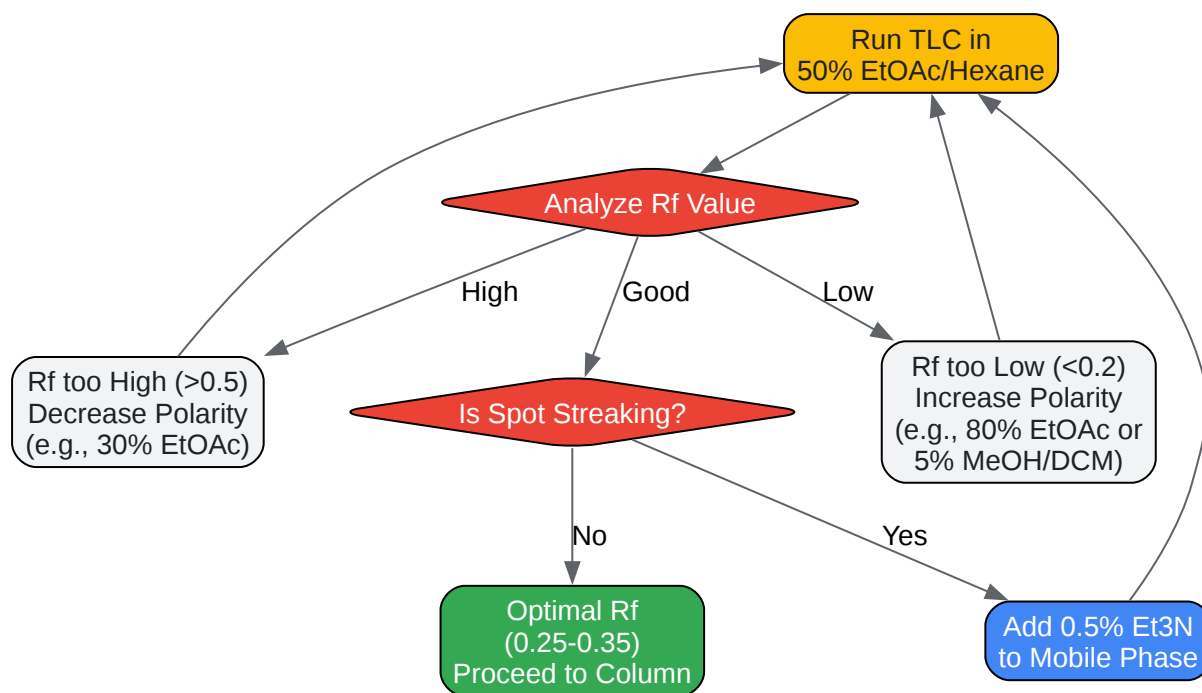 Run TLC in
50% EtOAc/Hexane
Analyze Rf Value
High
Good
Low
Rf too High (>0.5)
Decrease Polarity
(e.g., 30% EtOAc)
Rf too Low (<0.2)
Increase Polarity
(e.g., 80% EtOAc or
5% MeOH/DCM)
Is Spot Streaking?
No
Yes
Optimal Rf
(0.25-0.35)
Proceed to Column
Add 0.5% Et3N
to Mobile Phase